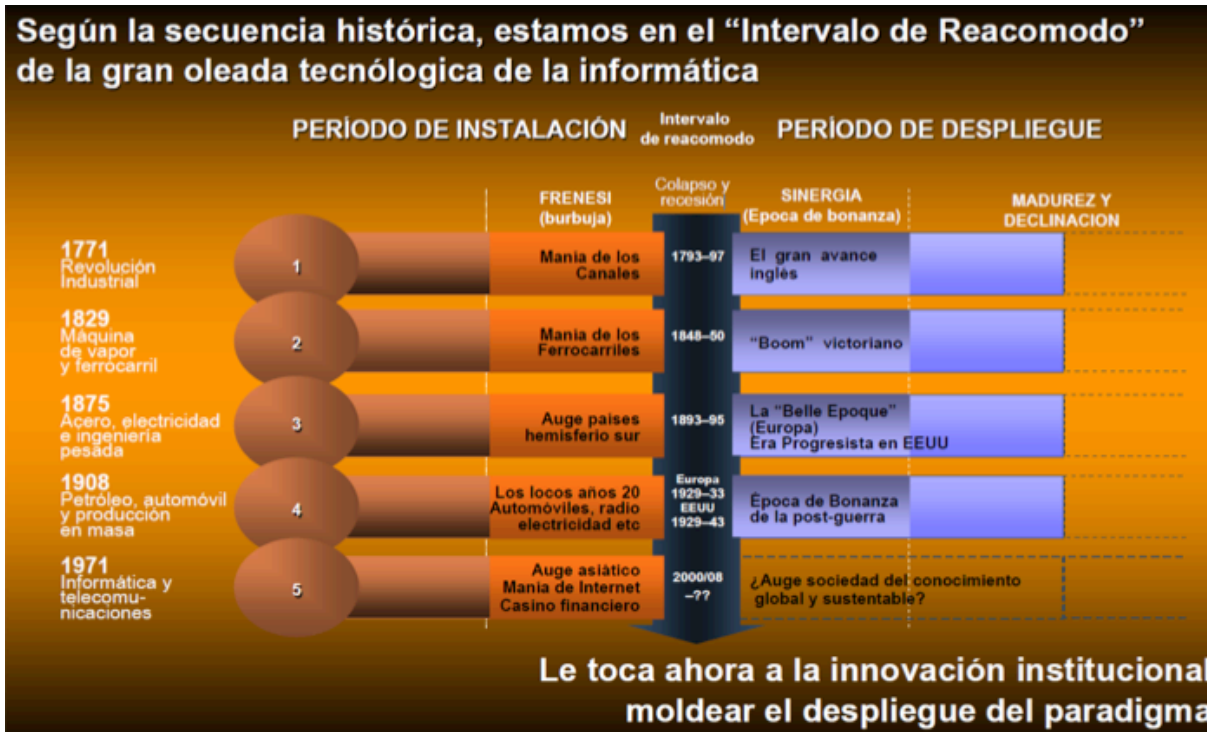 Según la secuencia histórica, estamos en el “Intervalo de Reacomodo”
de la gran oleada tecnólogica de la informática
PERÍODO DE INSTALACIÓN
Intervalo
de reacomodo
PERÍODO DE DESPLIEGUE
FRENESI
(burbuja)
Colapso y
recesión
SINERGIA
(Epoca de bonanza)
MADUREZ Y
DECLINACION
1771
Revolución
Industrial
1
Mania de los
Canales
1793–97
El gran avance
inglés
1829
Máquina
de vapor
y ferrocarril
2
Mania de los
Ferrocarriles
1848–50
“Boom” victoriano
1875
Acero, electricidad
e ingeniería
pesada
3
Auge paises
hemisferio sur
1893–95
La “Belle Epoque”
(Europa)
Era Progresista en EEUU
1908
Petróleo, automóvil
y producción
en masa
4
Los locos años 20
Automóviles, radio
electricidad etc
Europa
1929–33
EEUU
1929–43
Época de Bonanza
de la post-guerra
1971
Informática y
telecomu-
nicaciones
5
Auge asiático
Mania de Internet
Casino financiero
2000/08
–??
¿Auge sociedad del conocimiento
global y sustentable?
Le toca ahora a la innovación institucional
moldear el despliegue del paradigma